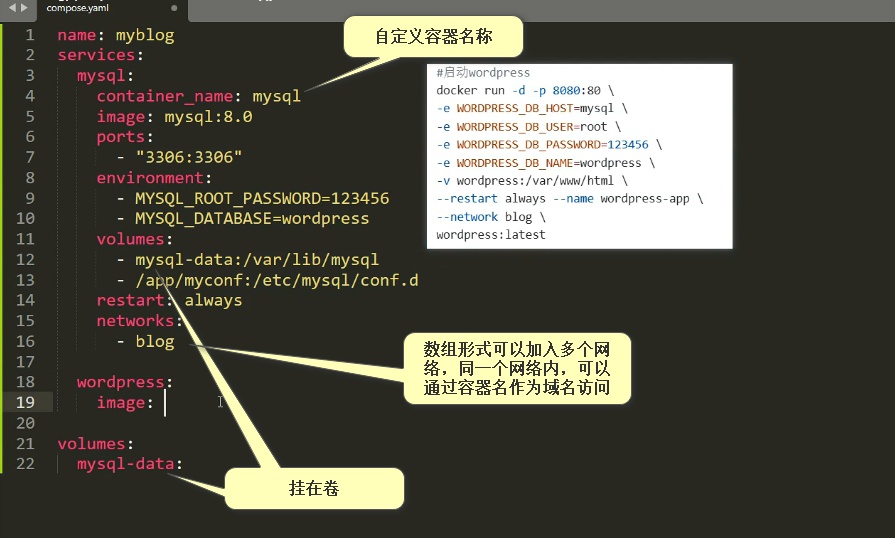 compose.yaml
1 name: myblog
2 services:
3 mysql:
4 container_name: mysql
5 image: mysql:8.0
6 ports:
7 - "3306:3306"
8 environment:
9 - MYSQL_ROOT_PASSWORD=123456
10 - MYSQL_DATABASE=wordpress
11 volumes:
12 - mysql-data:/var/lib/mysql
13 - /app/myconf:/etc/mysql/conf.d
14 restart: always
15 networks:
16 - blog
17
18 wordpress:
19 image:
20
21 volumes:
22 mysql-data:
自定义容器名称
#启动wordpress
docker run -d -p 8080:80 \
-e WORDPRESS_DB_HOST=mysql \
-e WORDPRESS_DB_USER=root \
-e WORDPRESS_DB_PASSWORD=123456 \
-e WORDPRESS_DB_NAME=wordpress \
-v wordpress:/var/www/html \
--restart always --name wordpress-app \
--network blog \
wordpress:latest
数组形式可以加入多个网
络，同一个网络内，可以
通过容器名作为域名访问
挂在卷